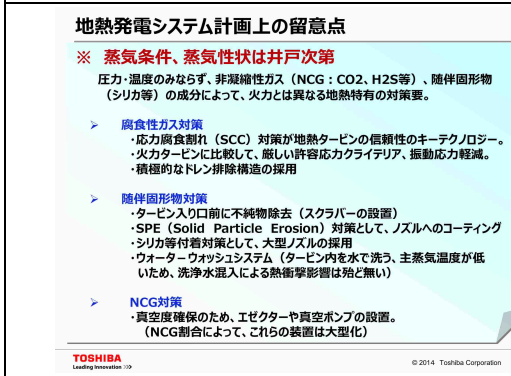 地熱発電システム計画上の留意点
※ 蒸気条件、蒸気性状は井戸次第
圧力・温度のみならず、非凝縮性ガス（NCG：CO2、H2S等）、随伴固形物
（シリカ等）の成分によって、火力とは異なる地熱特有の対策要。
➢ 腐食性ガス対策
・応力腐食割れ（SCC）対策が地熱タービンの信頼性のキーテクノロジー。
・火力タービンに比較して、厳しい許容応力クライテリア、振動応力軽減。
・積極的なドレン排除構造の採用
➢ 随伴固形物対策
・タービン入り口前に不純物除去（スクラバーの設置）
・SPE（Solid Particle Erosion）対策として、ノズルへのコーティング
・シリカ等付着対策として、大型ノズルの採用
・ウォーターウォッシュシステム（タービン内を水で洗う、主蒸気温度が低
いため、洗浄水混入による熱衝撃影響は殆ど無い）
➢ NCG対策
・真空度確保のため、エゼクターや真空ポンプの設置。
（NCG割合によって、これらの装置は大型化）
TOSHIBA
Leading Innovation >>>
© 2014 Toshiba Corporation